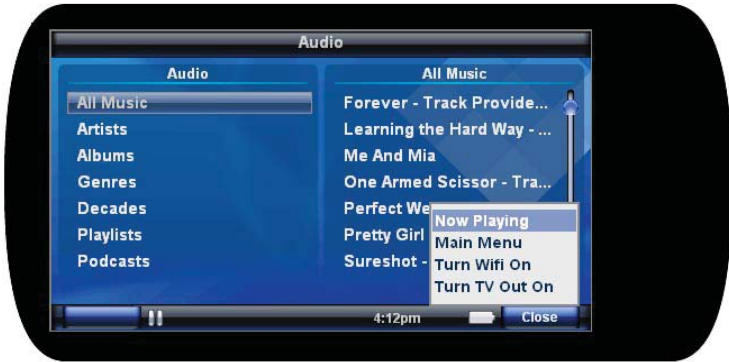 Audio
Audio
All Music
Artists
Albums
Genres
Decades
Playlists
Podcasts
All Music
Forever - Track Provide...
Learning the Hard Way - ...
Me And Mia
One Armed Scissor - Tra...
Perfect We
Pretty Girl
Sureshot -
Now Playing
Main Menu
Turn Wifi On
Turn TV Out On
4:12pm
Close